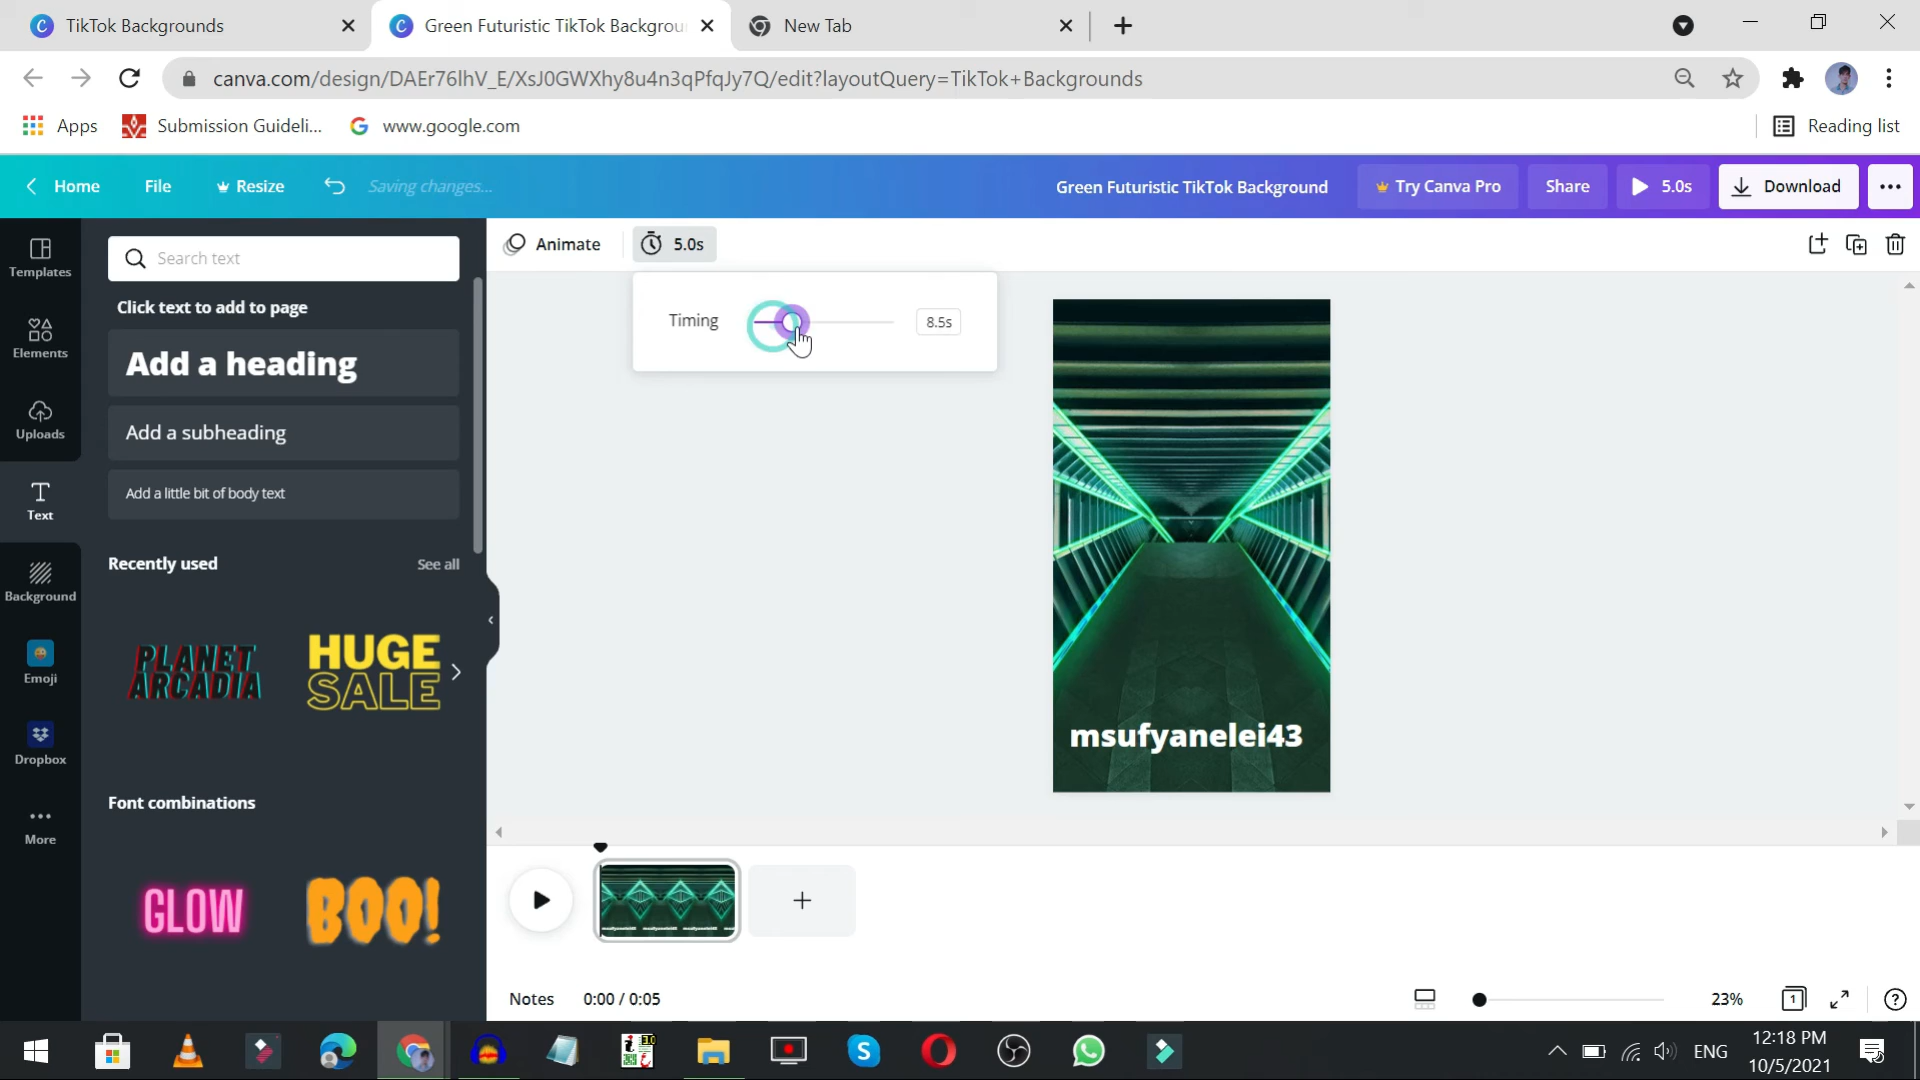 TikTok Backgrounds
Green Futuristic TikTok Backgrou
New Tab
canva.com/design/DAEr76lhV_E/XsJ0GWXhy8u4n3qPfqJy7Q/edit?layoutQuery=TikTok+Backgrounds
Apps
Submission Guideli...
www.google.com
Reading list
Home
File
Resize
Saving changes...
Green Futuristic TikTok Background
Try Canva Pro
Share
5.0s
Download
Templates
Elements
Uploads
Text
Background
Emoji
Dropbox
More
Search text
Click text to add to page
Add a heading
Add a subheading
Add a little bit of body text
Recently used
See all
PLANET
ARCADIA
HUGE
SALE
Font combinations
GLOW
BOO!
Animate
5.0s
Timing
8.5s
msufyanelei43
Notes
0:00 / 0:05
23%
1
ENG
12:18 PM
10/5/2021